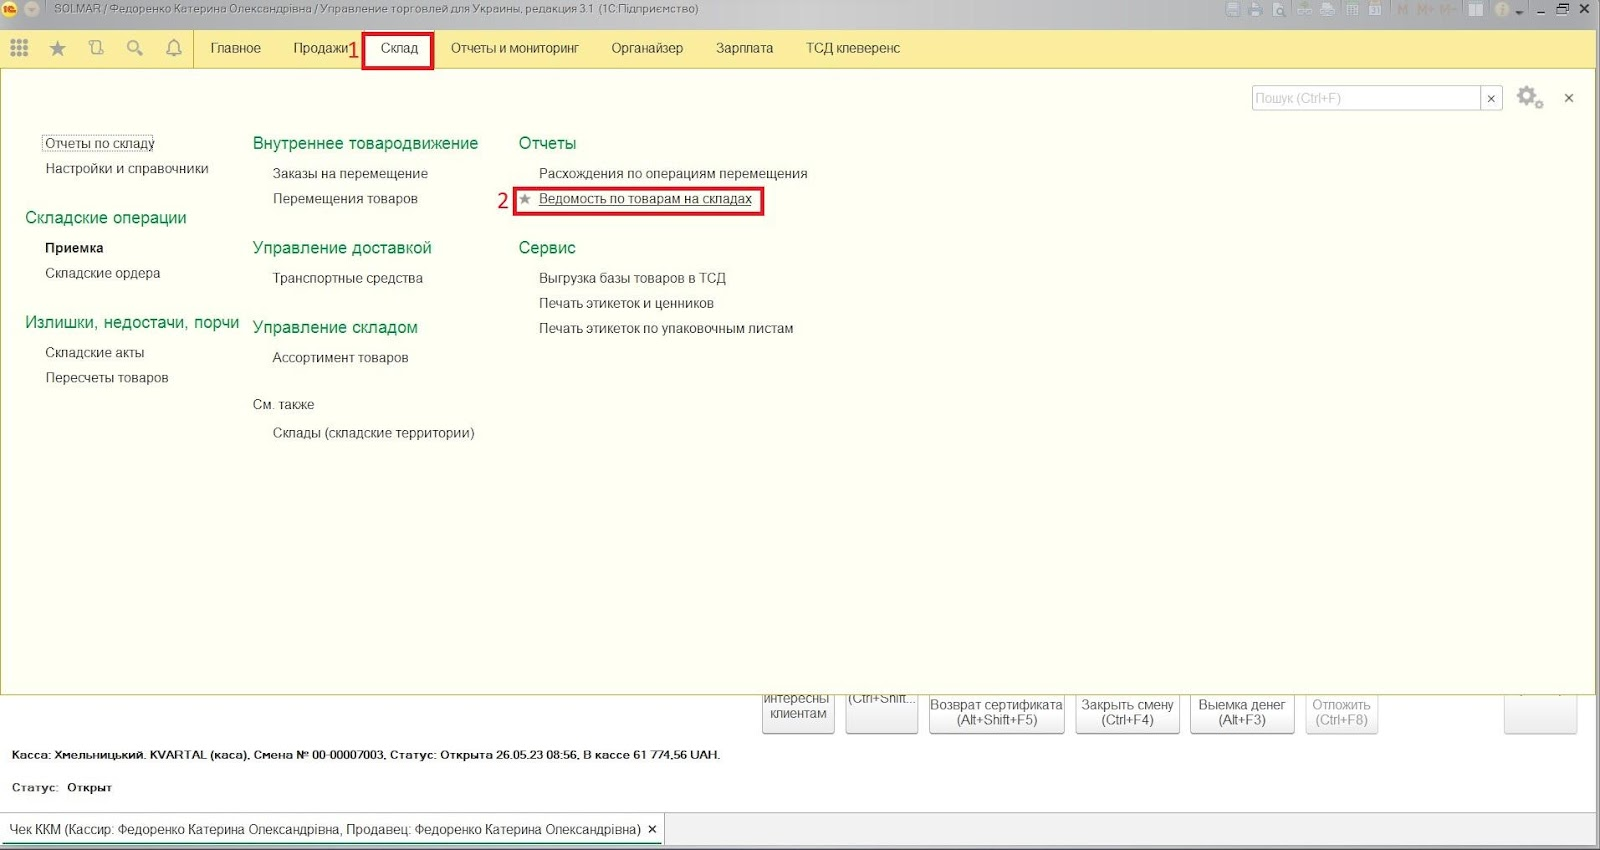 SOLMAR / Федоренко Катерина Олександрівна / Управление торговлей для Украины, редакция 3.1 (1С:Підприємство)
Главное Продажи 1 Склад Отчеты и мониторинг Органайзер Зарплата ТСД клеверенс
Пошук (Ctrl+F)
Отчеты по складу
Настройки и справочники
Складские операции
Приемка
Складские ордера
Излишки, недостачи, порчи
Складские акты
Пересчеты товаров
Внутреннее товародвижение
Заказы на перемещение
Перемещения товаров
Управление доставкой
Транспортные средства
Управление складом
Ассортимент товаров
См. также
Склады (складские территории)
Отчеты
Расхождения по операциям перемещения
2 Ведомость по товарам на складах
Сервис
Выгрузка базы товаров в ТСД
Печать этикеток и ценников
Печать этикеток по упаковочным листам
интересны
клиентам
(Ctrl+Shift...
Возврат сертификата
(Alt+Shift+F5)
Закрыть смену
(Ctrl+F4)
Выемка денег
(Alt+F3)
Отложить
(Ctrl+F8)
Касса: Хмельницький. KVARTAL (каса), Смена № 00-00007003, Статус: Открыта 26.05.23 08:56, В кассе 61 774,56 UAH.
Статус: Открыт
Чек ККМ (Кассир: Федоренко Катерина Олександрівна, Продавец: Федоренко Катерина Олександрівна)